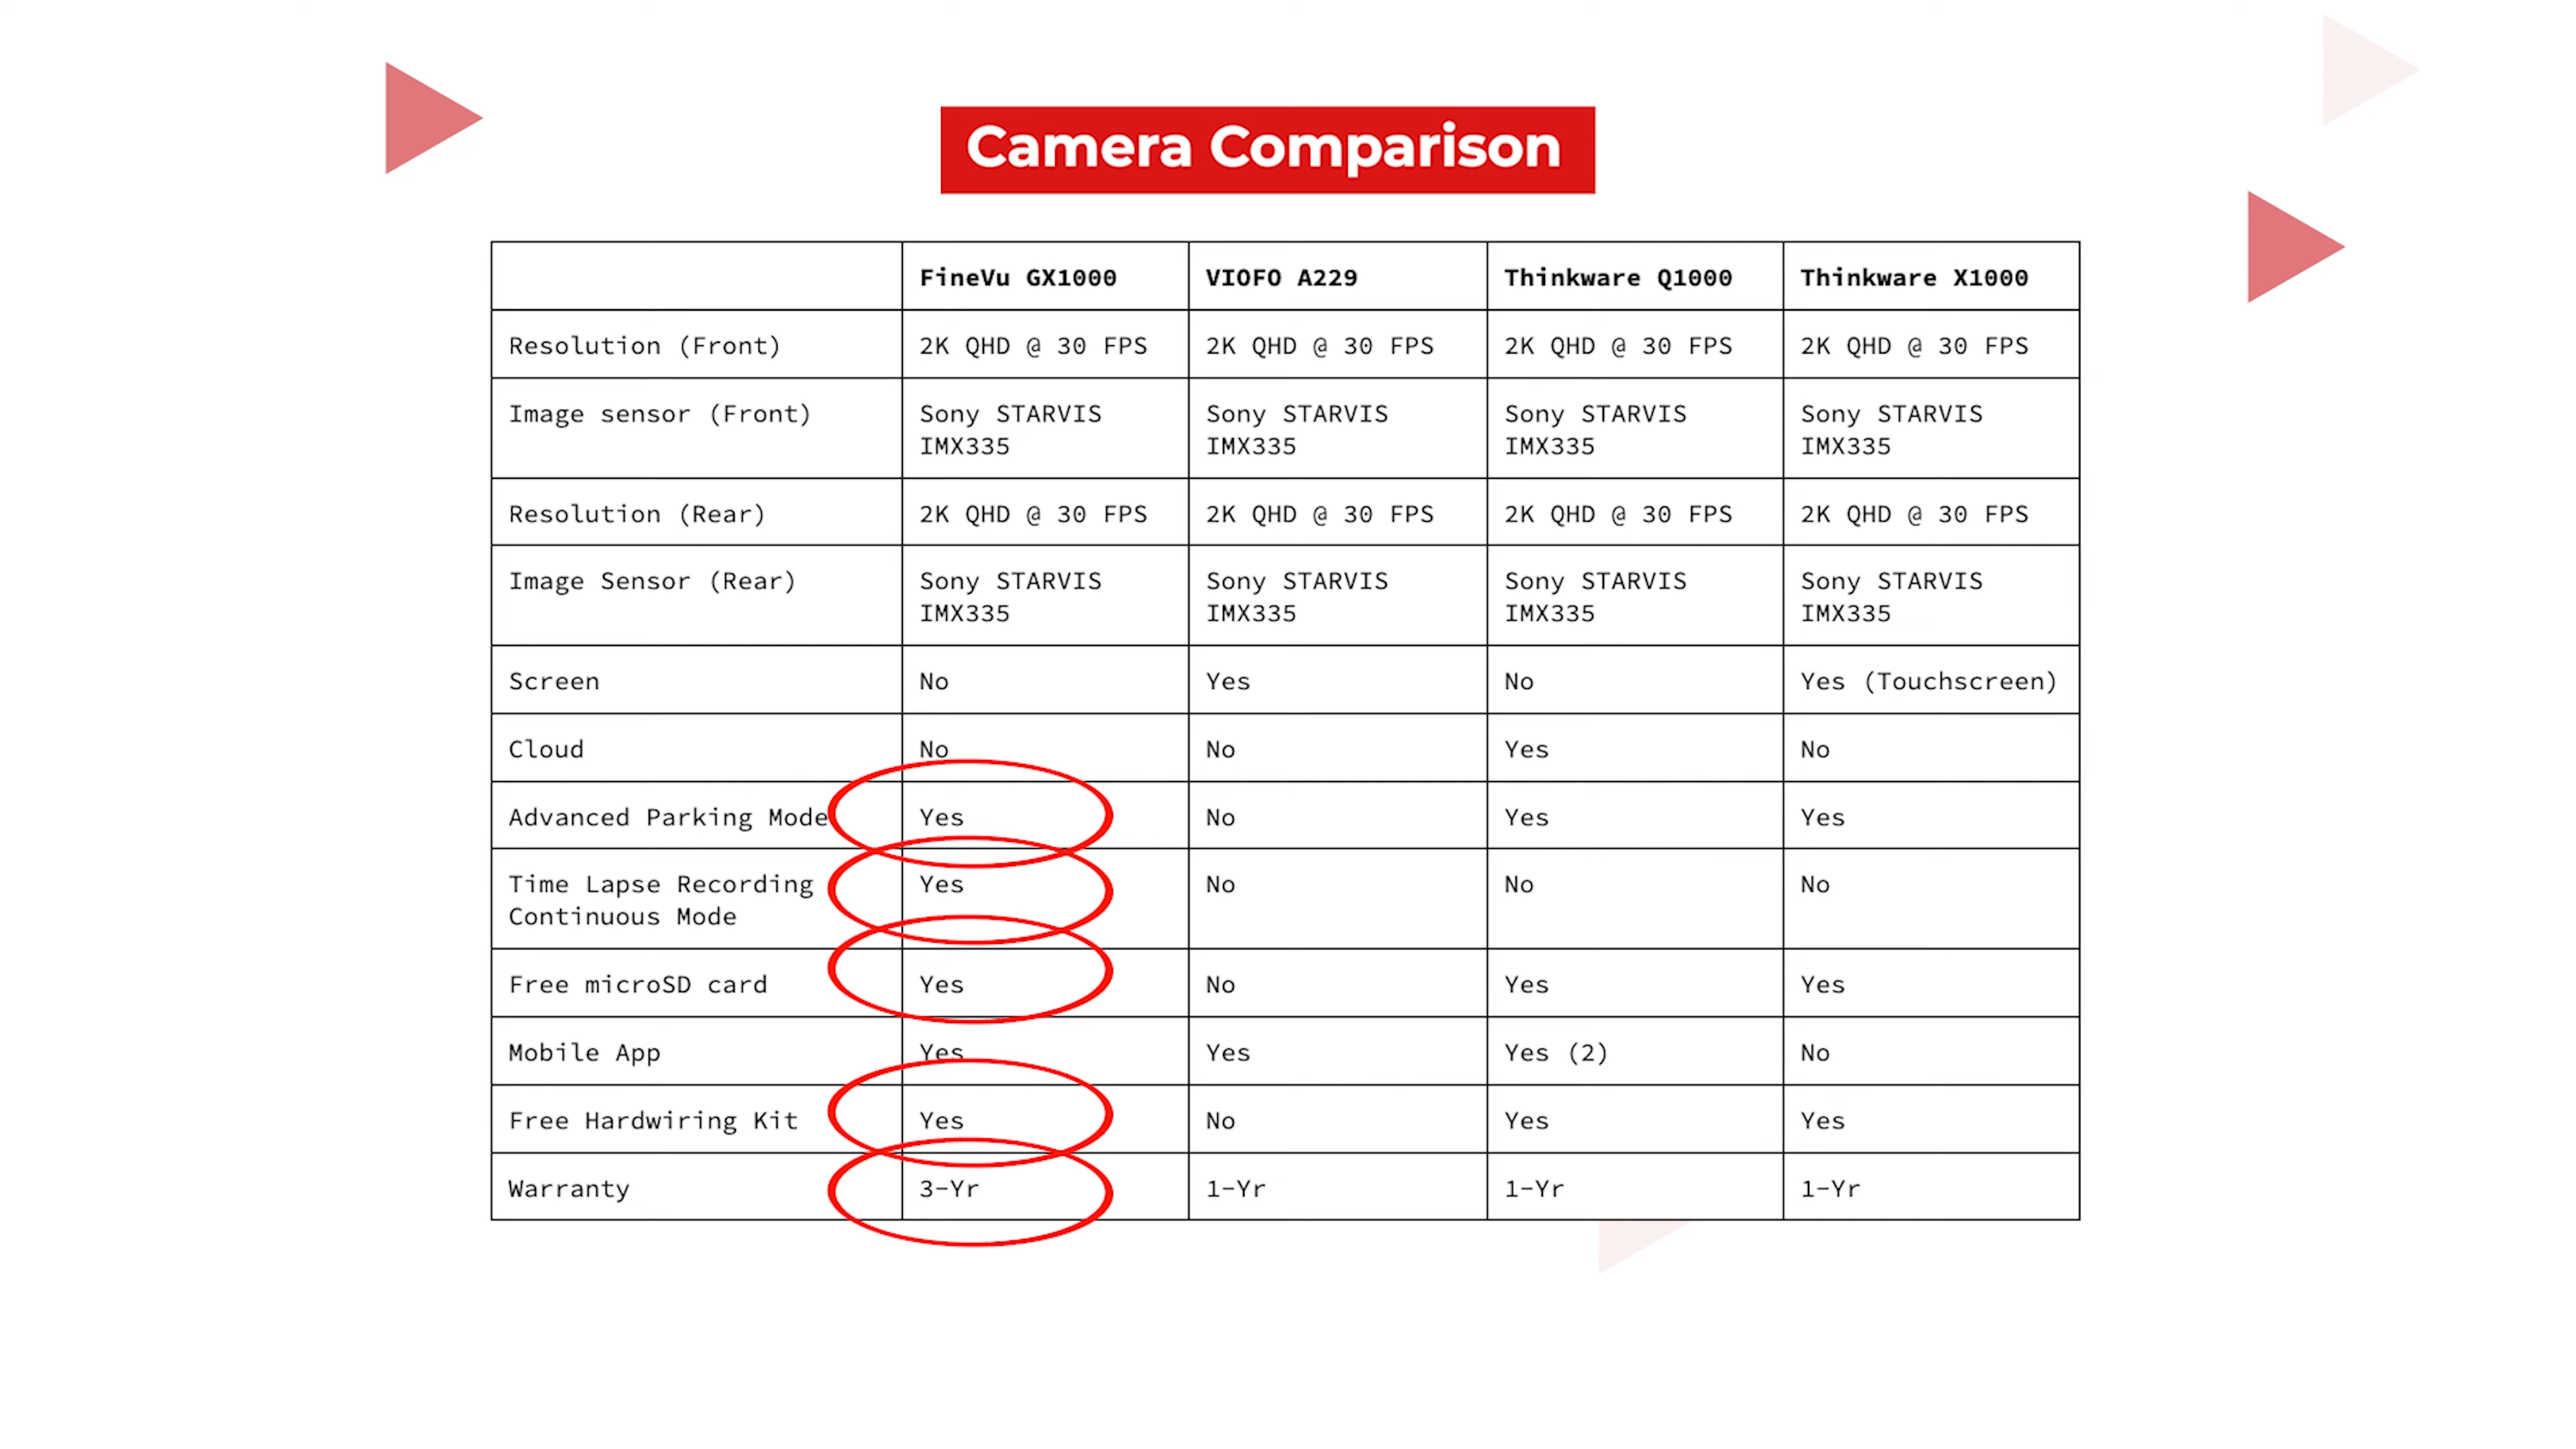 Camera Comparison
FineVu GX1000 VIOFO A229 Thinkware Q1000 Thinkware X1000
Resolution (Front) 2K QHD @ 30 FPS 2K QHD @ 30 FPS 2K QHD @ 30 FPS 2K QHD @ 30 FPS
Image sensor (Front) Sony STARVIS Sony STARVIS Sony STARVIS Sony STARVIS
IMX335 IMX335 IMX335 IMX335
Resolution (Rear) 2K QHD @ 30 FPS 2K QHD @ 30 FPS 2K QHD @ 30 FPS 2K QHD @ 30 FPS
Image Sensor (Rear) Sony STARVIS Sony STARVIS Sony STARVIS Sony STARVIS
IMX335 IMX335 IMX335 IMX335
Screen No Yes No Yes (Touchscreen)
Cloud No No Yes No
Advanced Parking Mode Yes No Yes Yes
Time Lapse Recording Yes No No No
Continuous Mode
Free microSD card Yes No Yes Yes
Mobile App Yes Yes Yes (2) No
Free Hardwiring Kit Yes No Yes Yes
Warranty 3-Yr 1-Yr 1-Yr 1-Yr